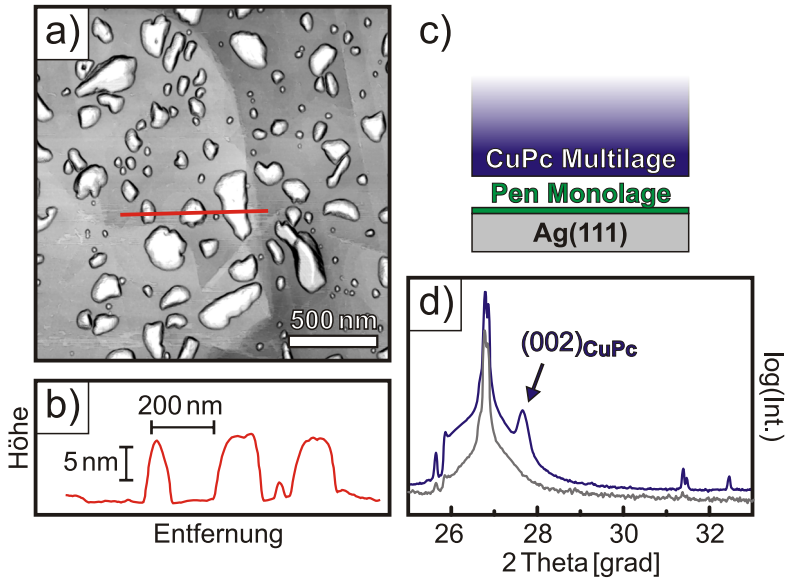 a)
500 nm
b)
200 nm
5 nm
Höhe
Entfernung
c)
CuPc Multilage
Pen Monolage
Ag(111)
d)
(002)CuPc
log(Int.)
26 28 30 32
2 Theta [grad]